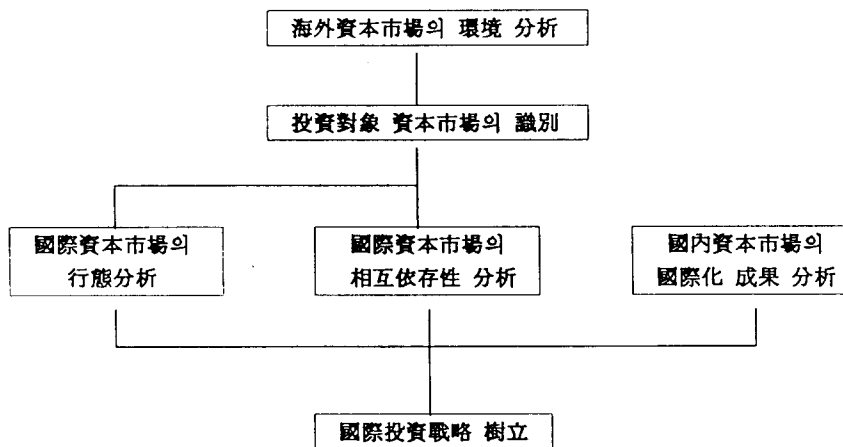 海外資本市場의 環境 分析
投資對象 資本市場의 識別
國際資本市場의
行態分析
國際資本市場의
相互依存性 分析
國內資本市場의
國際化 成果 分析
國際投資戰略 樹立